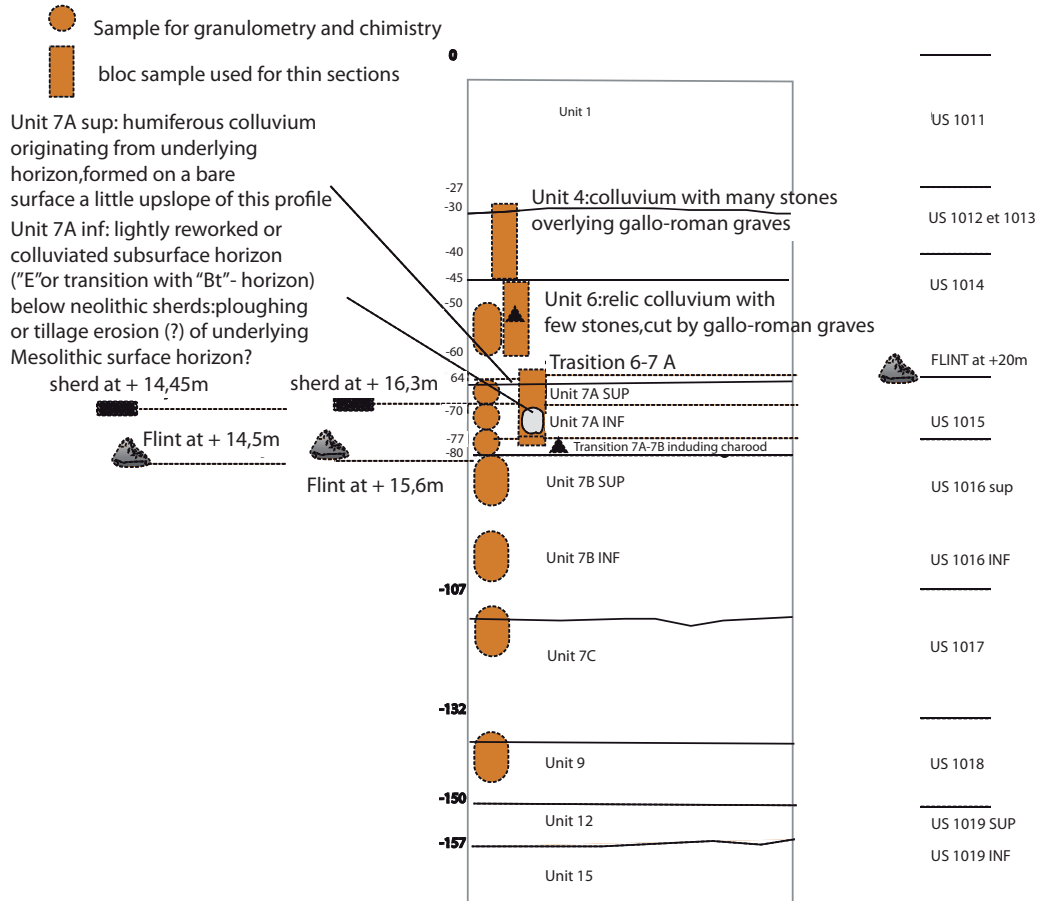 Sample for granulometry and chimistry
bloc sample used for thin sections
Unit 7A sup: humiferous colluvium
originating from underlying
horizon,formed on a bare
surface a little upslope of this profile
Unit 7A inf: lightly reworked or
colluviated subsurface horizon
("E"or transition with "Bt"- horizon)
below neolithic sherds:ploughing
or tillage erosion (?) of underlying
Mesolithic surface horizon?
sherd at + 14,45m
sherd at + 16,3m
Flint at + 14,5m
Flint at + 15,6m
0
-27
-30
-40
-45
-50
-60
64
-70
-77
-80
-107
-132
-150
-157
Unit 1
Unit 4:colluvium with many stones
overlying gallo-roman graves
Unit 6:relic colluvium with
few stones,cut by gallo-roman graves
Trasition 6-7 A
Unit 7A SUP
Unit 7A INF
Transition 7A-7B induding charood
Unit 7B SUP
Unit 7B INF
Unit 7C
Unit 9
Unit 12
Unit 15
US 1011
US 1012 et 1013
US 1014
FLINT at +20m
US 1015
US 1016 sup
US 1016 INF
US 1017
US 1018
US 1019 SUP
US 1019 INF